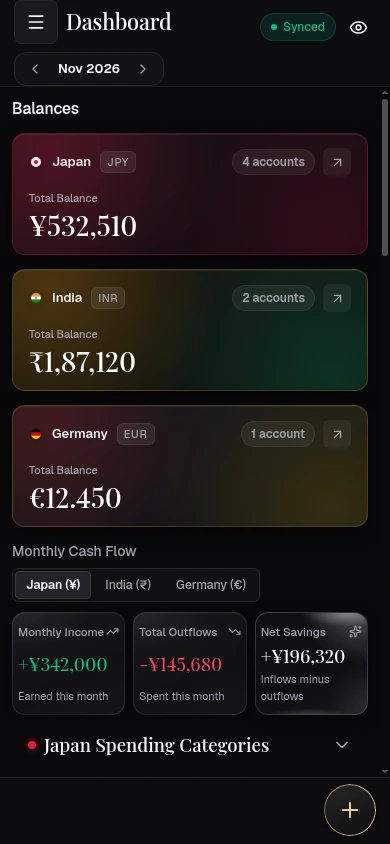 Dashboard
Synced
Nov 2026
Balances
Japan JPY 4 accounts
Total Balance
¥532,510
India INR 2 accounts
Total Balance
₹1,87,120
Germany EUR 1 account
Total Balance
€12.450
Monthly Cash Flow
Japan (¥) India (₹) Germany (€)
Monthly Income
+¥342,000
Earned this month
Total Outflows
-¥145,680
Spent this month
Net Savings
+¥196,320
Inflows minus
outflows
Japan Spending Categories